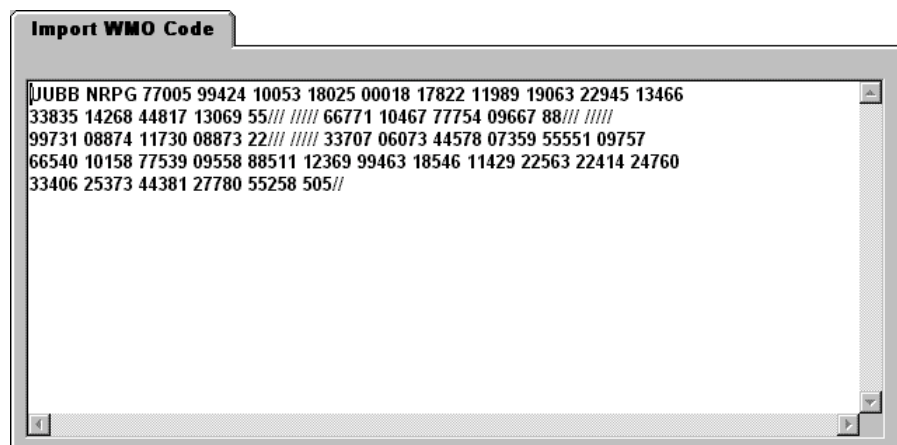 Import WMO Code
UUBB NRPG 77005 99424 10053 18025 00018 17822 11989 19063 22945 13466
33835 14268 44817 13069 55/// ///// 66771 10467 77754 09667 88/// /////
99731 08874 11730 08873 22/// ///// 33707 06073 44578 07359 55551 09757
66540 10158 77539 09558 88511 12369 99463 18546 11429 22563 22414 24760
33406 25373 44381 27780 55258 505//